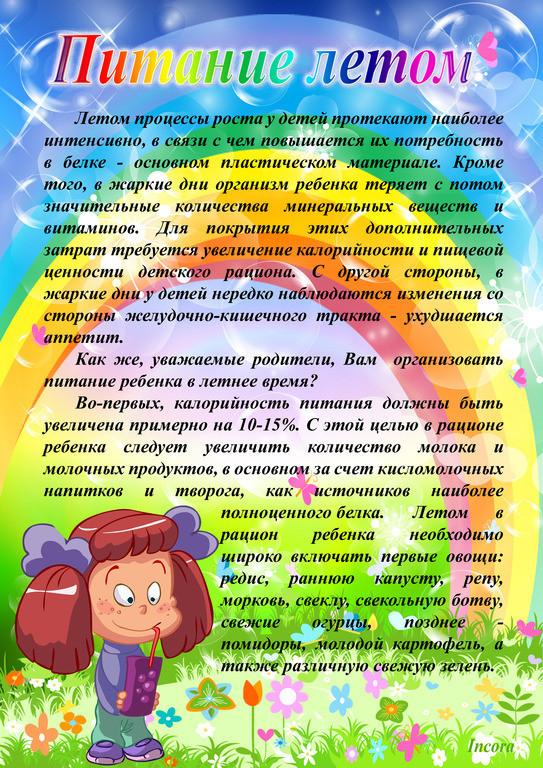 Питание летом
Летом процессы роста у детей протекают наиболее
интенсивно, в связи с чем повышается их потребность
в белке - основном пластическом материале. Кроме
того, в жаркие дни организм ребенка теряет с потом
значительные количества минеральных веществ и
витаминов. Для покрытия этих дополнительных
затрат требуется увеличение калорийности и пищевой
ценности детского рациона. С другой стороны, в
жаркие дни у детей нередко наблюдаются изменения со
стороны желудочно-кишечного тракта - ухудшается
аппетит.
Как же, уважаемые родители, Вам организовать
питание ребенка в летнее время?
Во-первых, калорийность питания должны быть
увеличена примерно на 10-15%. С этой целью в рационе
ребенка следует увеличить количество молока и
молочных продуктов, в основном за счет кисломолочных
напитков и творога, как источников наиболее
полноценного белка. Летом в
рацион ребенка необходимо
широко включать первые овощи:
редис, раннюю капусту, репу,
морковь, свеклу, свекольную ботву,
свежие огурцы, позднее -
помидоры, молодой картофель, а
также различную свежую зелень.
Incora